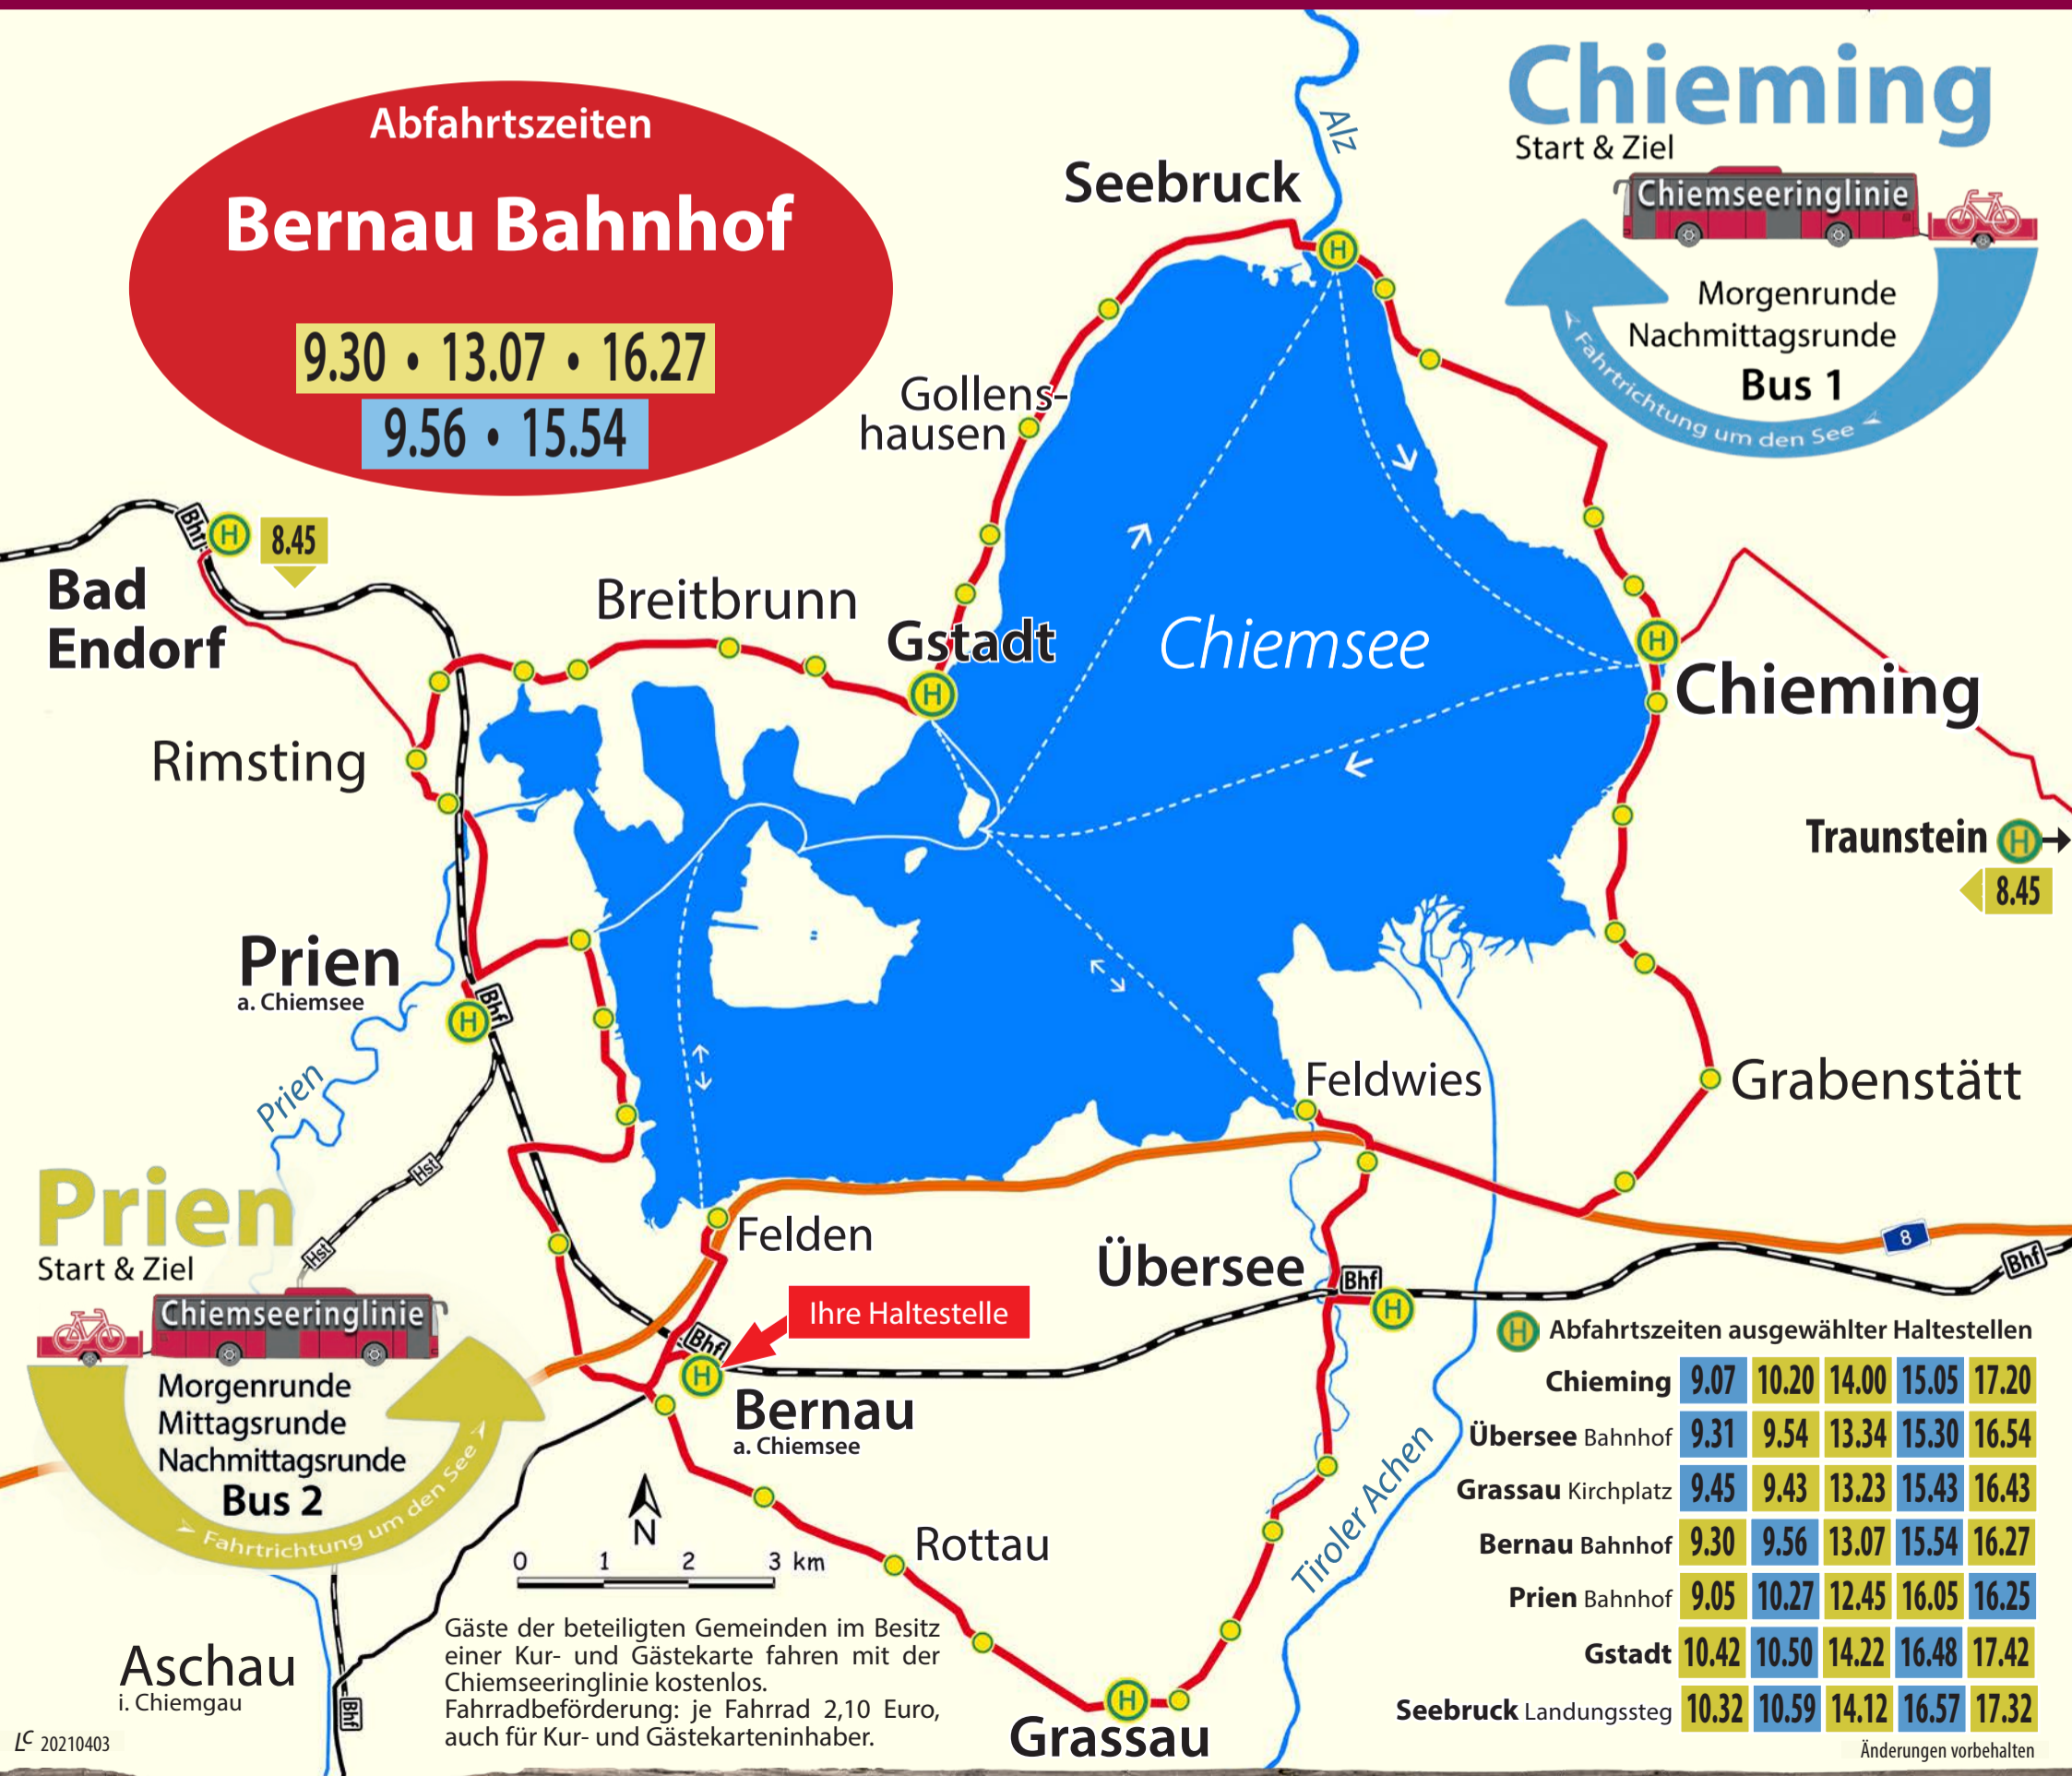 Abfahrtszeiten
Bernau Bahnhof
9.30 • 13.07 • 16.27
9.56 • 15.54
Chieming
Start & Ziel
Chiemseeringlinie
Morgenrunde
Nachmittagsrunde
Bus 1
Fahrtrichtung um den See
Alz
Seebruck
H
Gollens-
hausen
Bhf
H
8.45
Bad
Endorf
Breitbrunn
Gstadt
H
Chiemsee
H
Chieming
Rimsting
Traunstein H
8.45
Prien
a. Chiemsee
Bhf
H
Prien
Feldwies
Grabenstätt
Hst
Hst
Prien
Start & Ziel
Chiemseeringlinie
Morgenrunde
Mittagsrunde
Nachmittagsrunde
Bus 2
Fahrtrichtung um den See
Felden
Übersee
Bhf
H
8
Bhf
Ihre Haltestelle
Bhf
H
Bernau
a. Chiemsee
N
0 1 2 3 km
Rottau
Tiroler Achen
H
Grassau
Aschau
i. Chiemgau
Bhf
Gäste der beteiligten Gemeinden im Besitz
einer Kur- und Gästekarte fahren mit der
Chiemseeringlinie kostenlos.
Fahrradbeförderung: je Fahrrad 2,10 Euro,
auch für Kur- und Gästekarteninhaber.
H Abfahrtszeiten ausgewählter Haltestellen
Chieming 9.07 10.20 14.00 15.05 17.20
Übersee Bahnhof 9.31 9.54 13.34 15.30 16.54
Grassau Kirchplatz 9.45 9.43 13.23 15.43 16.43
Bernau Bahnhof 9.30 9.56 13.07 15.54 16.27
Prien Bahnhof 9.05 10.27 12.45 16.05 16.25
Gstadt 10.42 10.50 14.22 16.48 17.42
Seebruck Landungssteg 10.32 10.59 14.12 16.57 17.32
Änderungen vorbehalten
LC 20210403